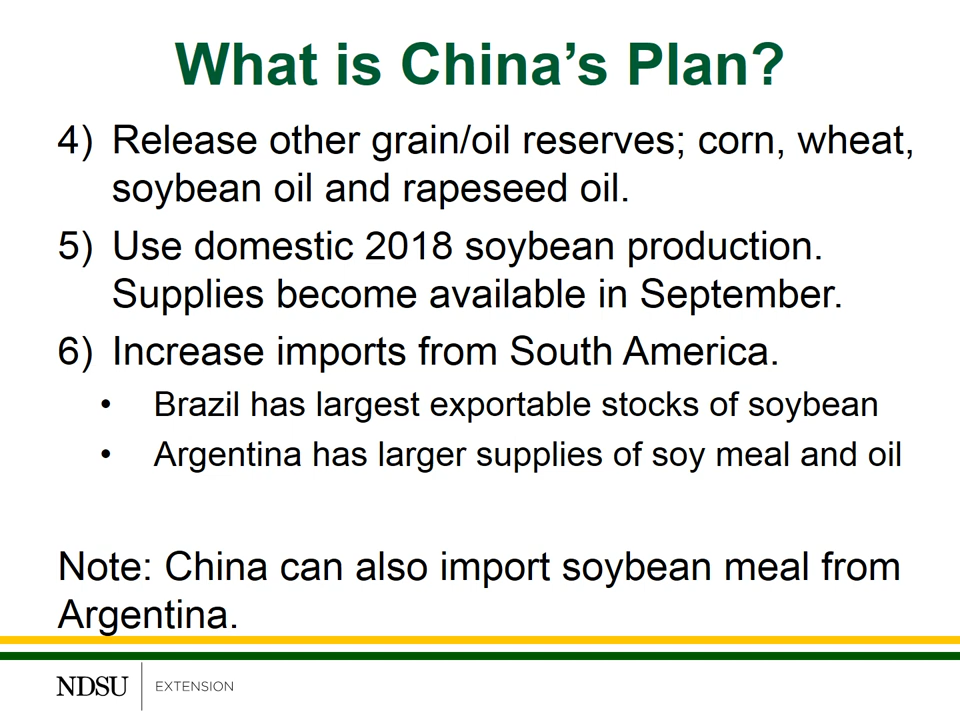 What is China’s Plan?
4) Release other grain/oil reserves; corn, wheat,
soybean oil and rapeseed oil.
5) Use domestic 2018 soybean production.
Supplies become available in September.
6) Increase imports from South America.
• Brazil has largest exportable stocks of soybean
• Argentina has larger supplies of soy meal and oil
Note: China can also import soybean meal from
Argentina.
NDSU EXTENSION